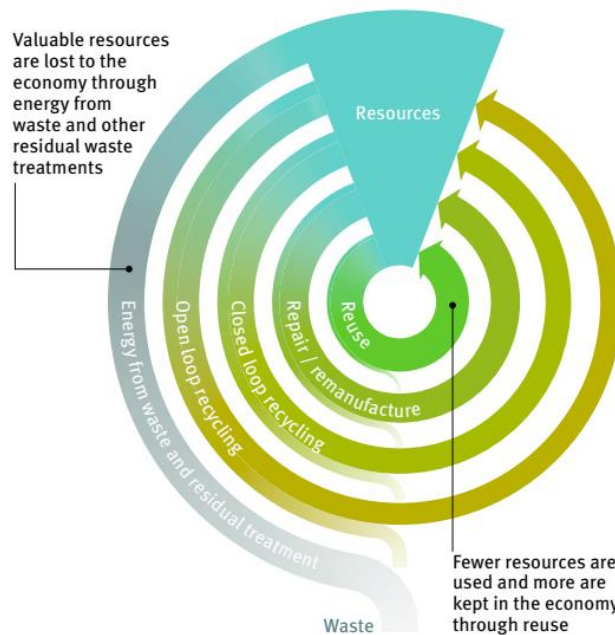 Valuable resources
are lost to the
economy through
energy from
waste and other
residual waste
treatments
Resources
Reuse
Repair / remanufacture
Closed loop recycling
Open loop recycling
Energy from waste and residual treatment
Fewer resources are
used and more are
kept in the economy
through reuse
Waste